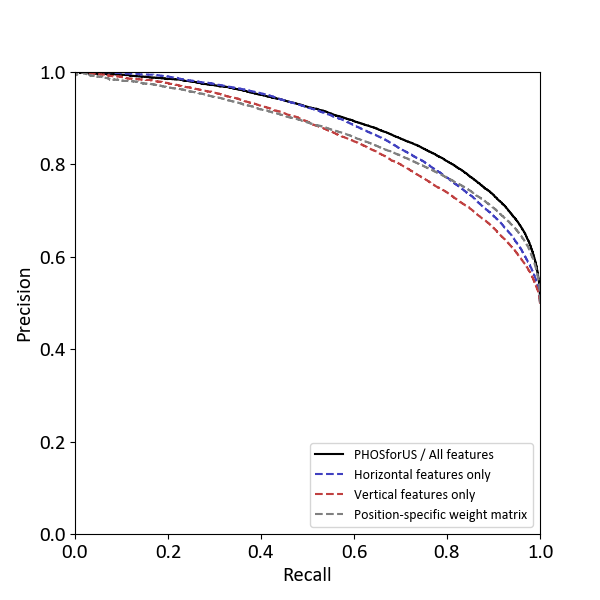 1.0
0.8
0.6
0.4
0.2
0.0
Precision
PHOSforUS / All features
Horizontal features only
Vertical features only
Position-specific weight matrix
0.0 0.2 0.4 0.6 0.8 1.0
Recall